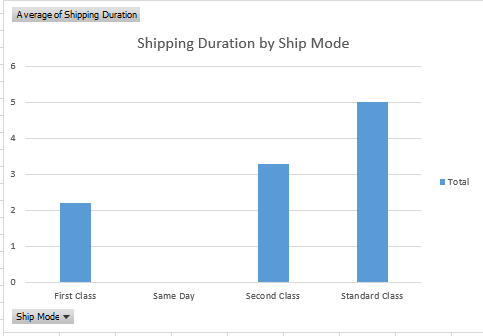 Average of Shipping Duration
Shipping Duration by Ship Mode
6
5
4
3
2
1
0
First Class
Same Day
Second Class
Standard Class
Total
Ship Mode